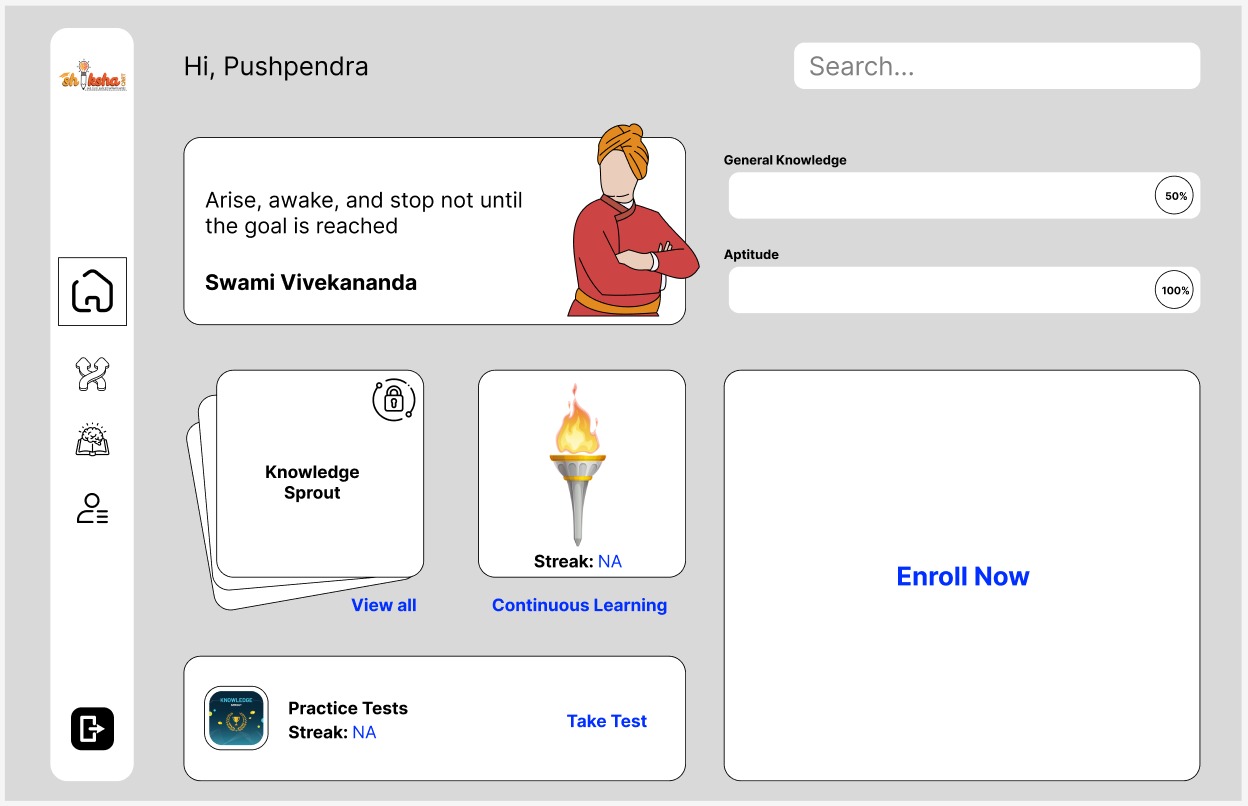 Shiksha
Hi, Pushpendra
Search...
Arise, awake, and stop not until
the goal is reached
Swami Vivekananda
General Knowledge
50%
Aptitude
100%
Knowledge
Sprout
View all
Streak: NA
Continuous Learning
Enroll Now
KNOWLEDGE
SPROUT
Practice Tests
Streak: NA
Take Test